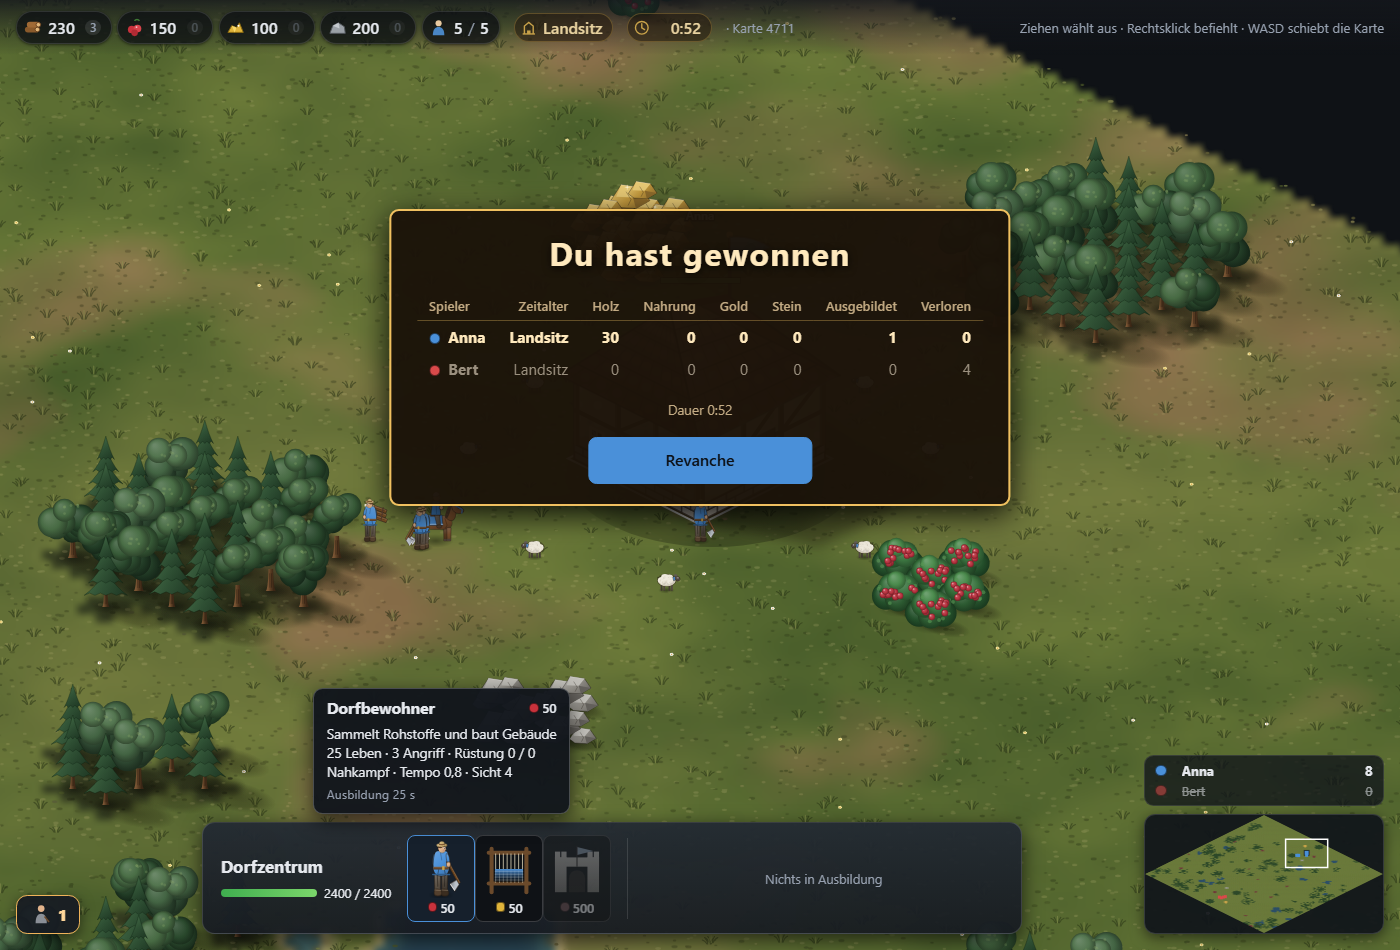 230 3 150 0 100 0 200 0 5 / 5 Landsitz 0:52 · Karte 4711 Ziehen wählt aus · Rechtsklick befiehlt · WASD schiebt die Karte
Du hast gewonnen
Spieler Zeitalter Holz Nahrung Gold Stein Ausgebildet Verloren
Anna Landsitz 30 0 0 0 1 0
Bert Landsitz 0 0 0 0 0 4
Dauer 0:52
Revanche
Dorfbewohner 50
Sammelt Rohstoffe und baut Gebäude
25 Leben · 3 Angriff · Rüstung 0 / 0
Nahkampf · Tempo 0,8 · Sicht 4
Ausbildung 25 s
Anna 8
Bert 0
Dorfzentrum
2400 / 2400
50 50 500
Nichts in Ausbildung
1